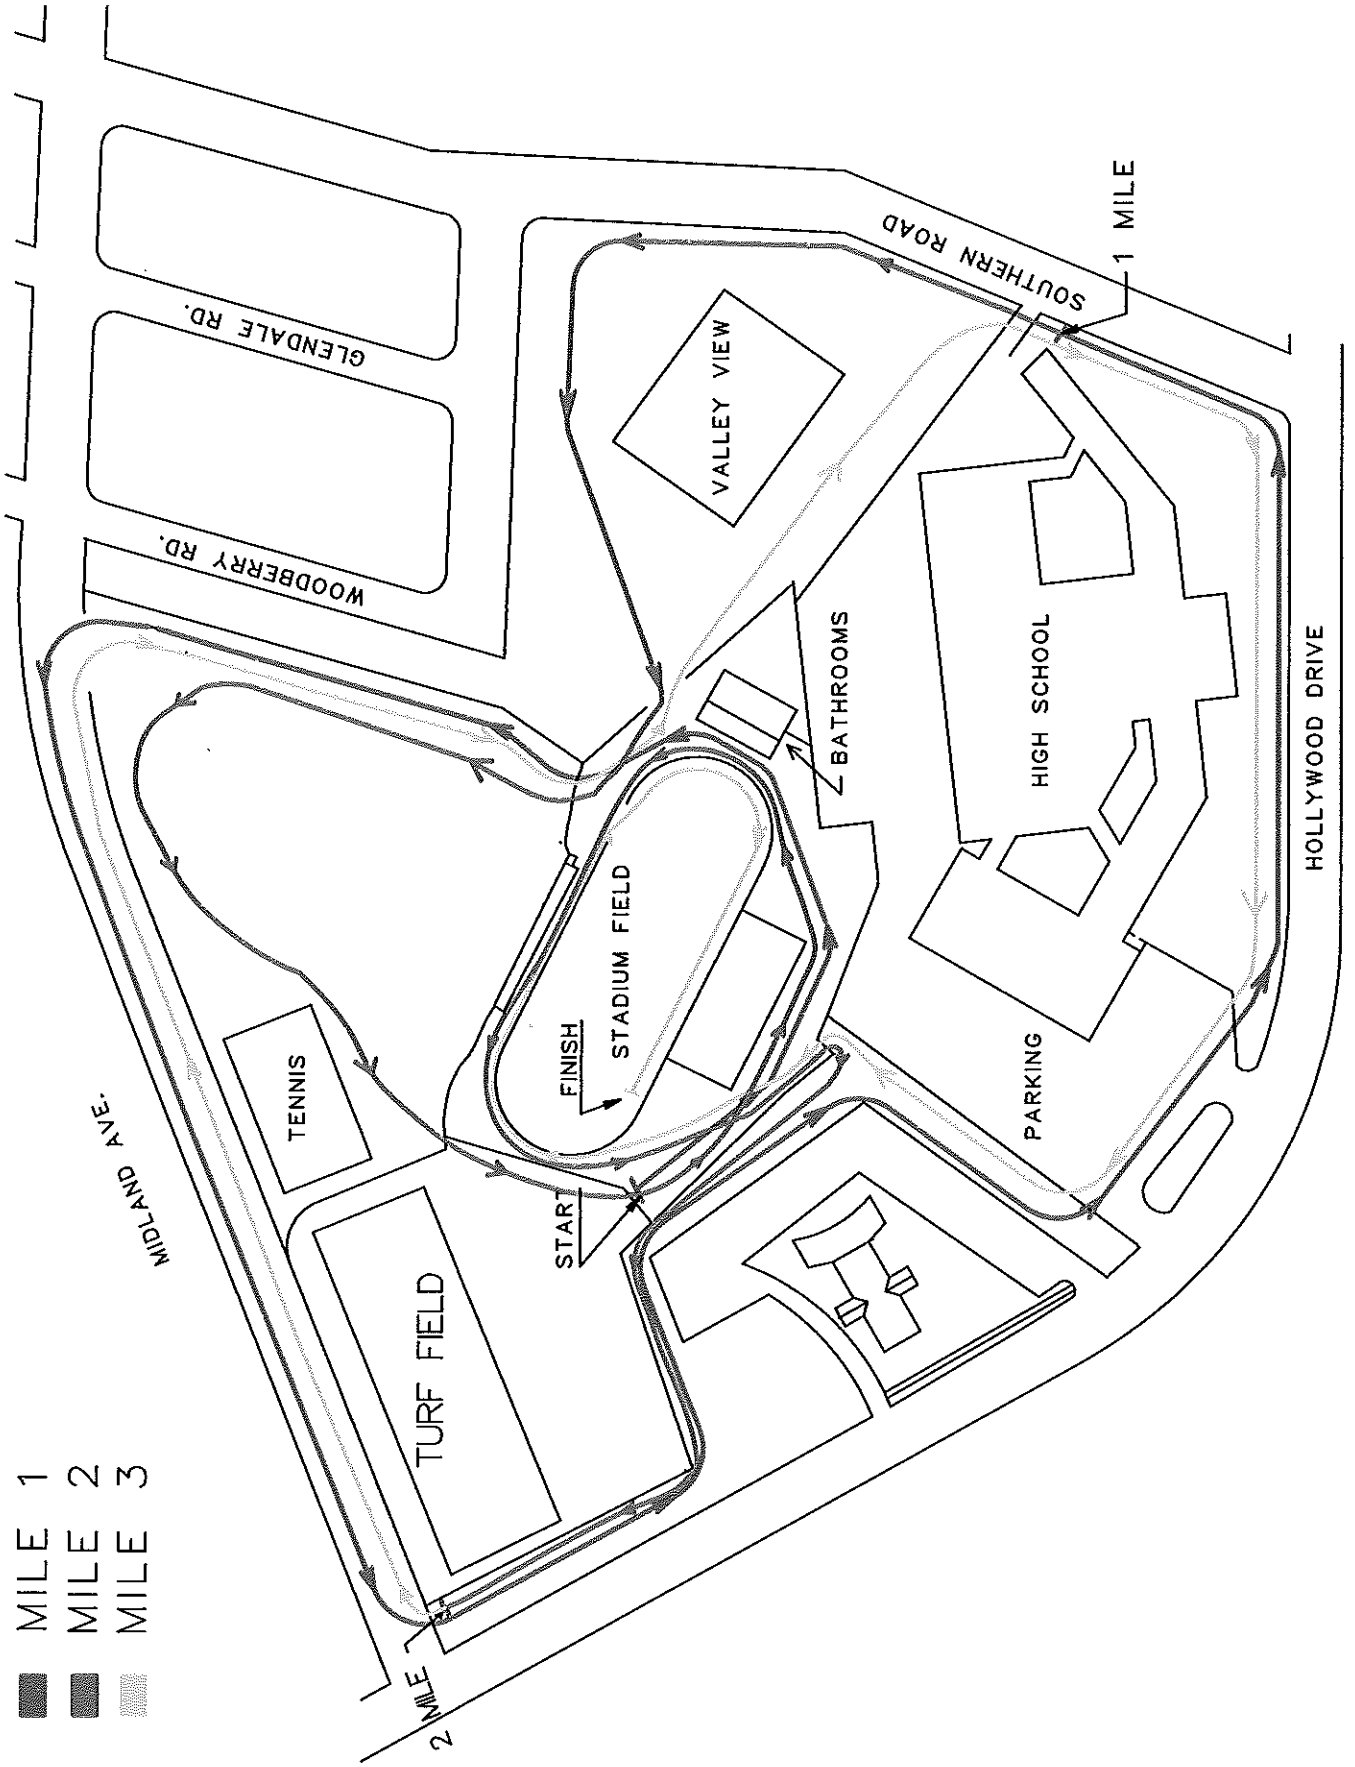 MILE 1
MILE 2
MILE 3
2 MILE
MIDLAND AVE.
TURF FIELD
TENNIS
START
FINISH
STADIUM FIELD
WOODBERRY RD.
GLENDALE RD.
VALLEY VIEW
SOUTHERN ROAD
1 MILE
BATHROOMS
PARKING
HIGH SCHOOL
HOLLYWOOD DRIVE